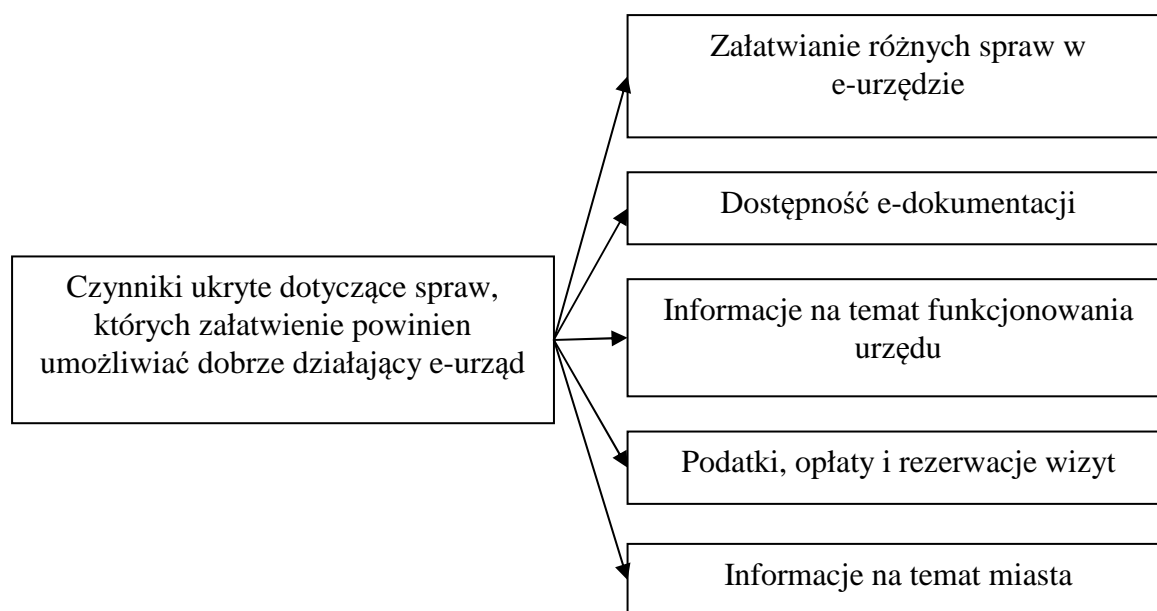 Załatwianie różnych spraw w
e-urzędzie
Dostępność e-dokumentacji
Czynniki ukryte dotyczące spraw,
których załatwienie powinien
umożliwiać dobrze działający e-urząd
Informacje na temat funkcjonowania
urzędu
Podatki, opłaty i rezerwacje wizyt
Informacje na temat miasta